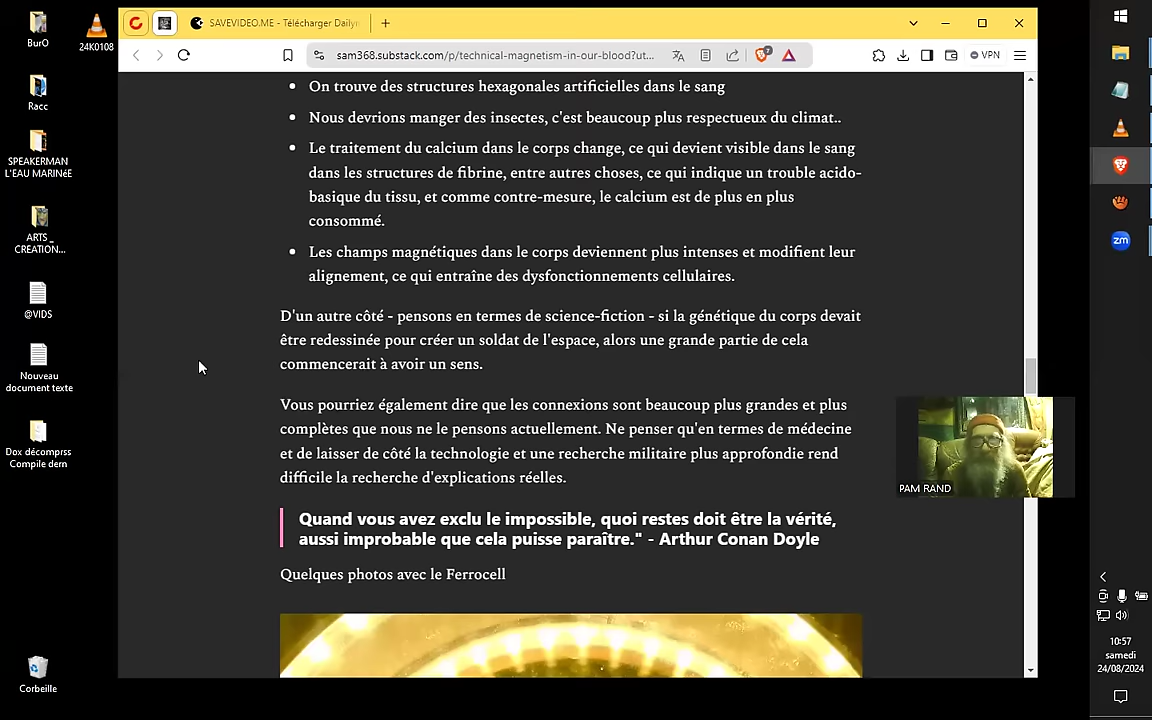 BurO
24K0108
Racc
SPEAKERMAN
L'EAU MARINéE
ARTS _
CREATION...
@VIDS
Nouveau
document texte
Dox décomprss
Compile dern
Corbeille
SAVEVIDEO.ME - Télécharger Dailyn
sam368.substack.com/p/technical-magnetism-in-our-blood?ut...
VPN
On trouve des structures hexagonales artificielles dans le sang
Nous devrions manger des insectes, c'est beaucoup plus respectueux du climat..
Le traitement du calcium dans le corps change, ce qui devient visible dans le sang
dans les structures de fibrine, entre autres choses, ce qui indique un trouble acido-
basique du tissu, et comme contre-mesure, le calcium est de plus en plus
consommé.
Les champs magnétiques dans le corps deviennent plus intenses et modifient leur
alignement, ce qui entraîne des dysfonctionnements cellulaires.
D'un autre côté - pensons en termes de science-fiction - si la génétique du corps devait
être redessinée pour créer un soldat de l'espace, alors une grande partie de cela
commencerait à avoir un sens.
Vous pourriez également dire que les connexions sont beaucoup plus grandes et plus
complètes que nous ne le pensons actuellement. Ne penser qu'en termes de médecine
et de laisser de côté la technologie et une recherche militaire plus approfondie rend
difficile la recherche d'explications réelles.
Quand vous avez exclu le impossible, quoi restes doit être la vérité,
aussi improbable que cela puisse paraître." - Arthur Conan Doyle
Quelques photos avec le Ferrocell
PAM RAND
zm
10:57
samedi
24/08/2024